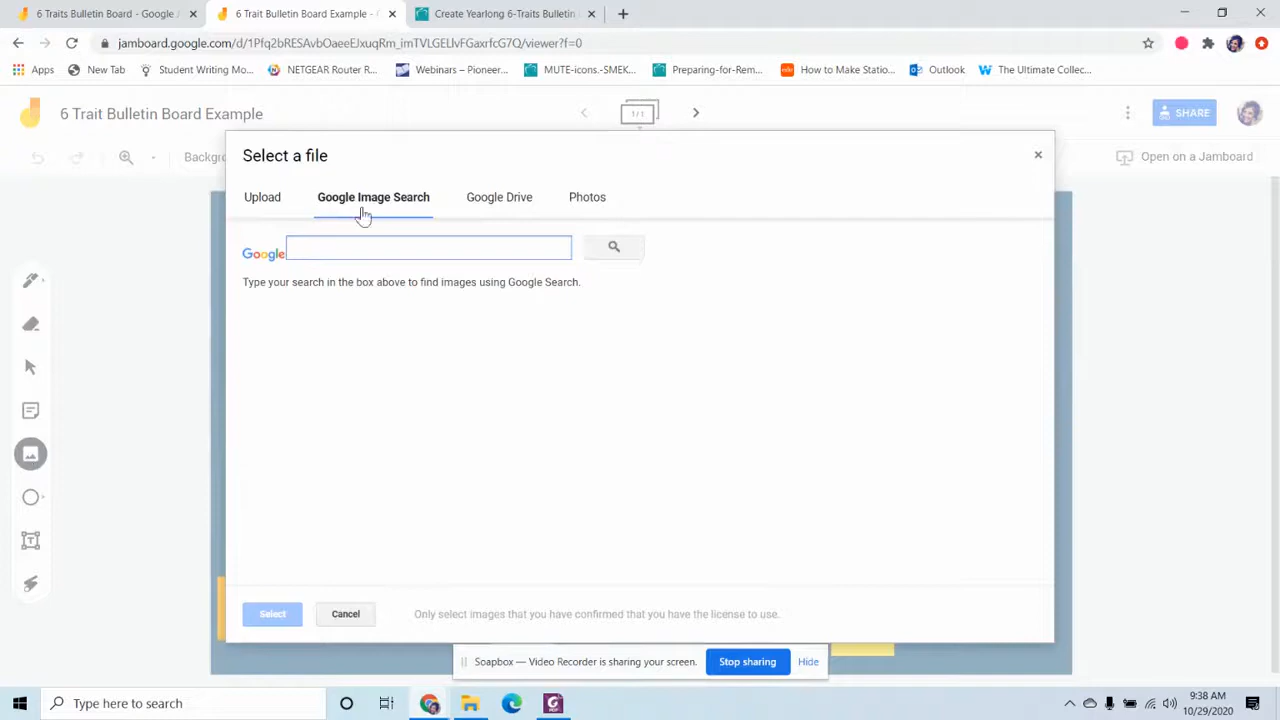 6 Traits Bulletin Board - Google J
6 Trait Bulletin Board Example -
Create Yearlong 6-Traits Bulletin
jamboard.google.com/d/1Pfq2bRESAvbOaeeEJxuqRm_imTVLGELlvFGaxrfcG7Q/viewer?f=0
Apps
New Tab
Student Writing Mo...
NETGEAR Router R...
Webinars – Pioneer...
MUTE-icons.-SMEK...
Preparing-for-Rem...
How to Make Statio...
Outlook
The Ultimate Collec...
6 Trait Bulletin Board Example
1/1
SHARE
Select a file
Backgr
Open on a Jamboard
Upload
Google Image Search
Google Drive
Photos
Google
Type your search in the box above to find images using Google Search.
Select
Cancel
Only select images that you have confirmed that you have the license to use.
Soapbox — Video Recorder is sharing your screen.
Stop sharing
Hide
Type here to search
9:38 AM
10/29/2020